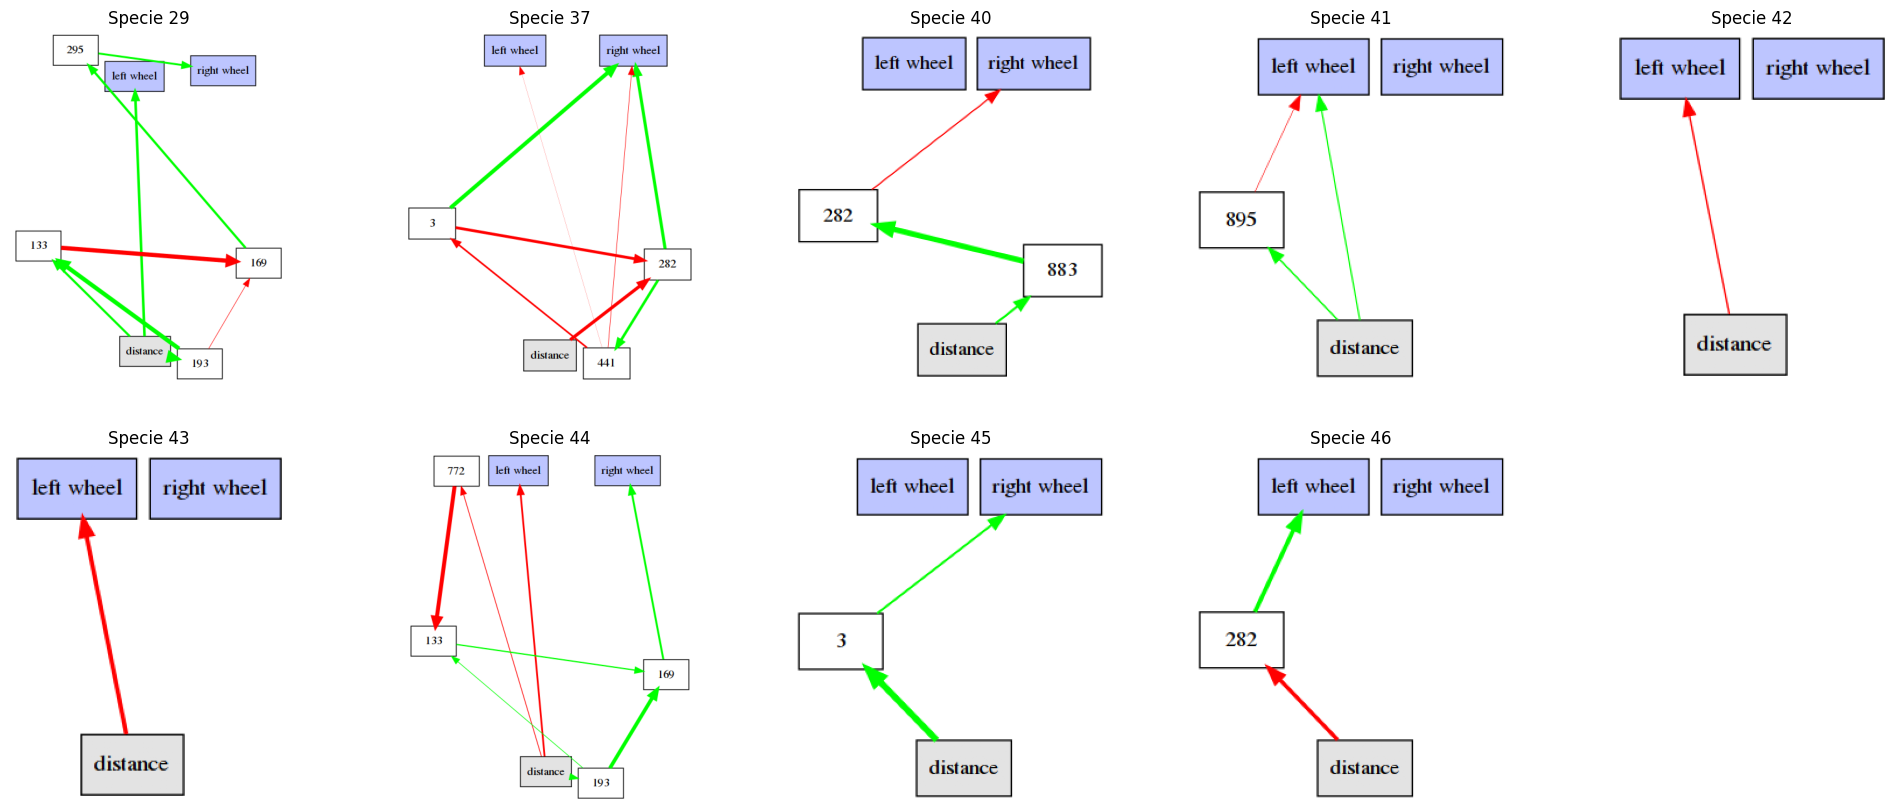 Specie 29
295
left wheel
right wheel
133
169
distance
193
Specie 37
left wheel
right wheel
3
282
distance
441
Specie 40
left wheel
right wheel
282
883
distance
Specie 41
left wheel
right wheel
895
distance
Specie 42
left wheel
right wheel
distance
Specie 43
left wheel
right wheel
distance
Specie 44
772
left wheel
right wheel
133
169
distance
193
Specie 45
left wheel
right wheel
3
distance
Specie 46
left wheel
right wheel
282
distance